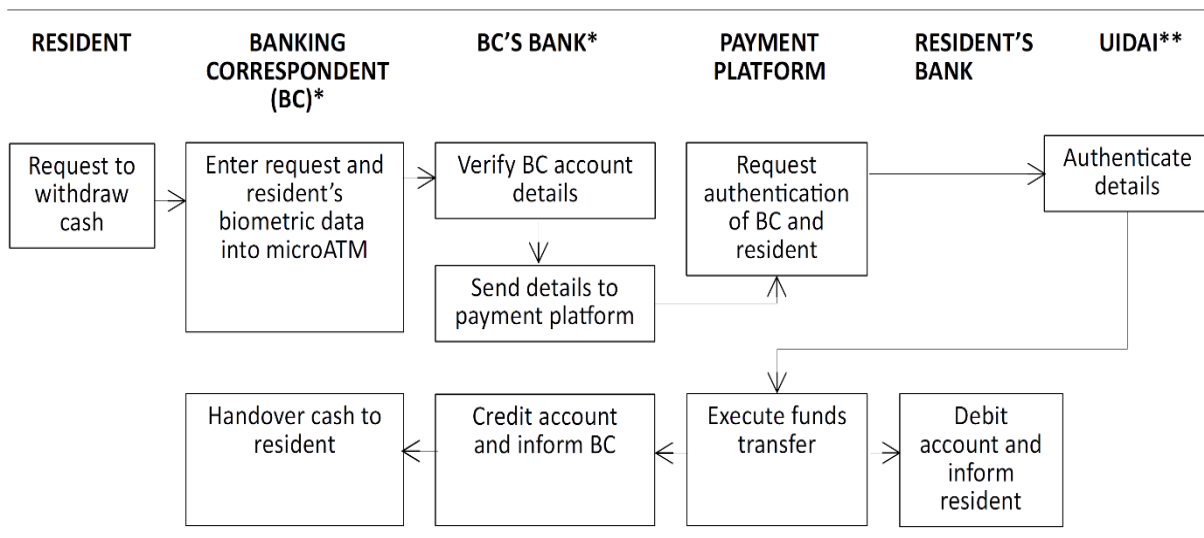 RESIDENT
BANKING
CORRESPONDENT
(BC)*
BC'S BANK*
PAYMENT
PLATFORM
RESIDENT'S
BANK
UIDAI**
Request to
withdraw
cash
Enter request and
resident's
biometric data
into microATM
Verify BC account
details
Send details to
payment platform
Request
authentication
of BC and
resident
Authenticate
details
Handover cash to
resident
Credit account
and inform BC
Execute funds
transfer
Debit
account and
inform
resident